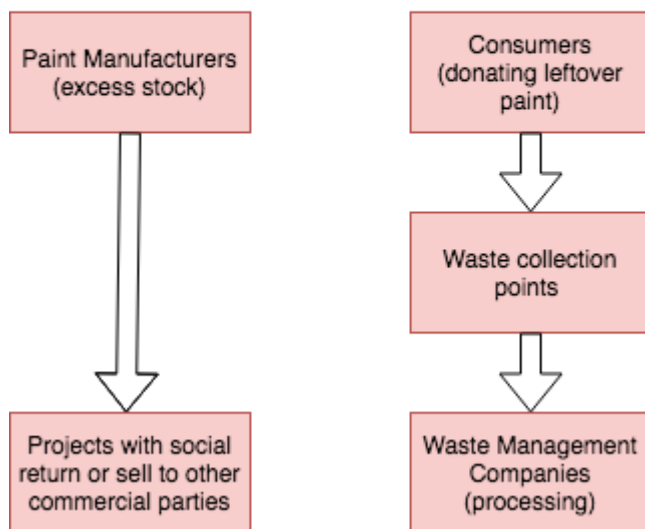 Paint Manufacturers
(excess stock)
Consumers
(donating leftover
paint)
Waste collection
points
Projects with social
return or sell to other
commercial parties
Waste Management
Companies
(processing)